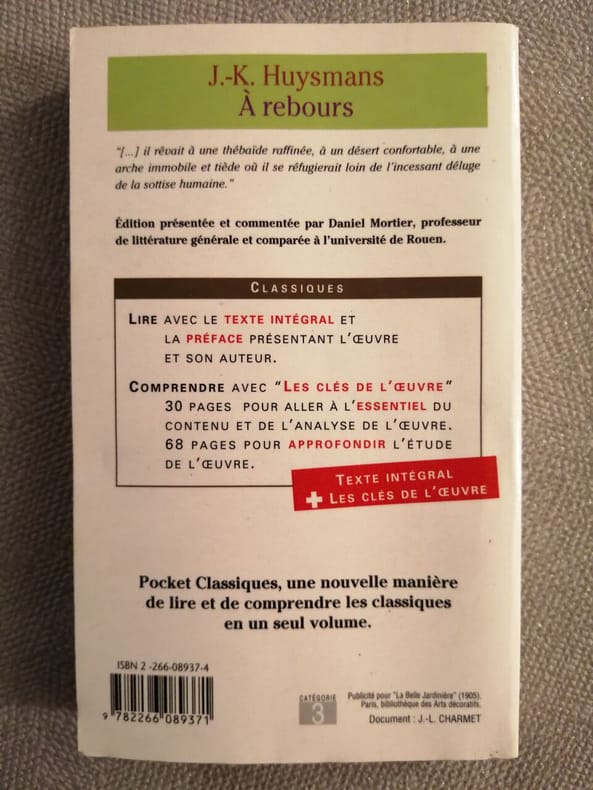 J.-K. Huysmans
À rebours
“[...] il rêvait à une thébaïde raffinée, à un désert confortable, à une
arche immobile et tiède où il se réfugierait loin de l’incessant déluge
de la sottise humaine.”
Édition présentée et commentée par Daniel Mortier, professeur
de littérature générale et comparée à l’université de Rouen.
CLASSIQUES
LIRE AVEC LE TEXTE INTÉGRAL ET
LA PRÉFACE PRÉSENTANT L’ŒUVRE
ET SON AUTEUR.
COMPRENDRE AVEC “LES CLÉS DE L’ŒUVRE”
30 PAGES POUR ALLER À L’ESSENTIEL DU
CONTENU ET DE L’ANALYSE DE L’ŒUVRE.
68 PAGES POUR APPROFONDIR L’ÉTUDE
DE L’ŒUVRE.
TEXTE INTÉGRAL
+ LES CLÉS DE L’ŒUVRE
Pocket Classiques, une nouvelle manière
de lire et de comprendre les classiques
en un seul volume.
ISBN 2 -266-08937-4
9 782266 089371
CATÉGORIE
3
Publicité pour "La Belle Jardinière" (1905).
Paris, bibliothèque des Arts décoratifs.
Document : J.-L. CHARMET